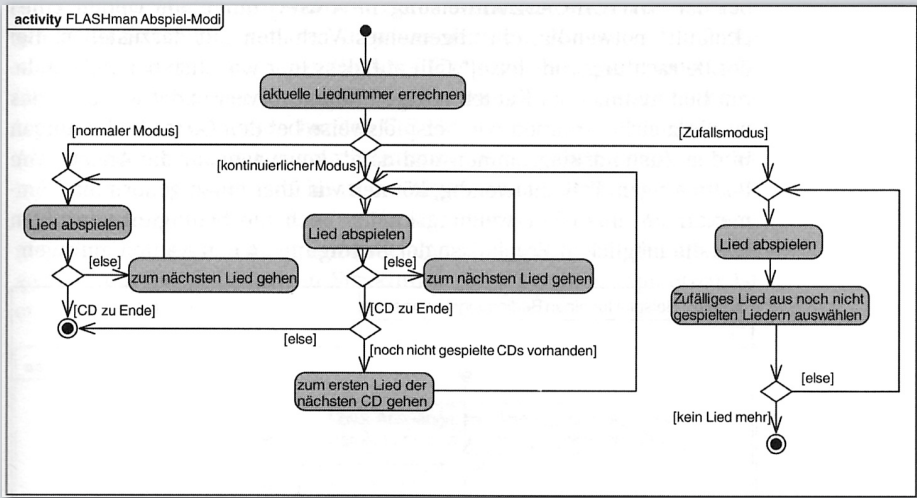 activity FLASHman Abspiel-Modi
aktuelle Liednummer errechnen
[normaler Modus]
[kontinuierlicher Modus]
[Zufallsmodus]
Lied abspielen
[else]
zum nächsten Lied gehen
[CD zu Ende]
Lied abspielen
[else]
zum nächsten Lied gehen
[CD zu Ende]
[else]
[noch nicht gespielte CDs vorhanden]
zum ersten Lied der
nächsten CD gehen
Lied abspielen
Zufälliges Lied aus noch nicht
gespielten Liedern auswählen
[else]
[kein Lied mehr]